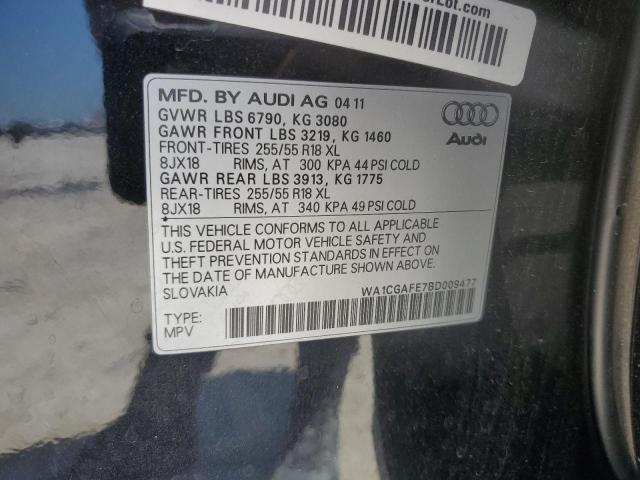 Lot.com
MFD. BY AUDI AG 04 11
GVWR LBS 6790, KG 3080
GAWR FRONT LBS 3219, KG 1460
FRONT-TIRES 255/55 R18 XL
8JX18 RIMS, AT 300 KPA 44 PSI COLD
GAWR REAR LBS 3913, KG 1775
REAR-TIRES 255/55 R18 XL
8JX18 RIMS, AT 340 KPA 49 PSI COLD
*
THIS VEHICLE CONFORMS TO ALL APPLICABLE
U.S. FEDERAL MOTOR VEHICLE SAFETY AND
THEFT PREVENTION STANDARDS IN EFFECT ON
THE DATE OF MANUFACTURE SHOWN ABOVE.
SLOVAKIA
WA1CGAFE7BD009477
TYPE:
MPV
Audi